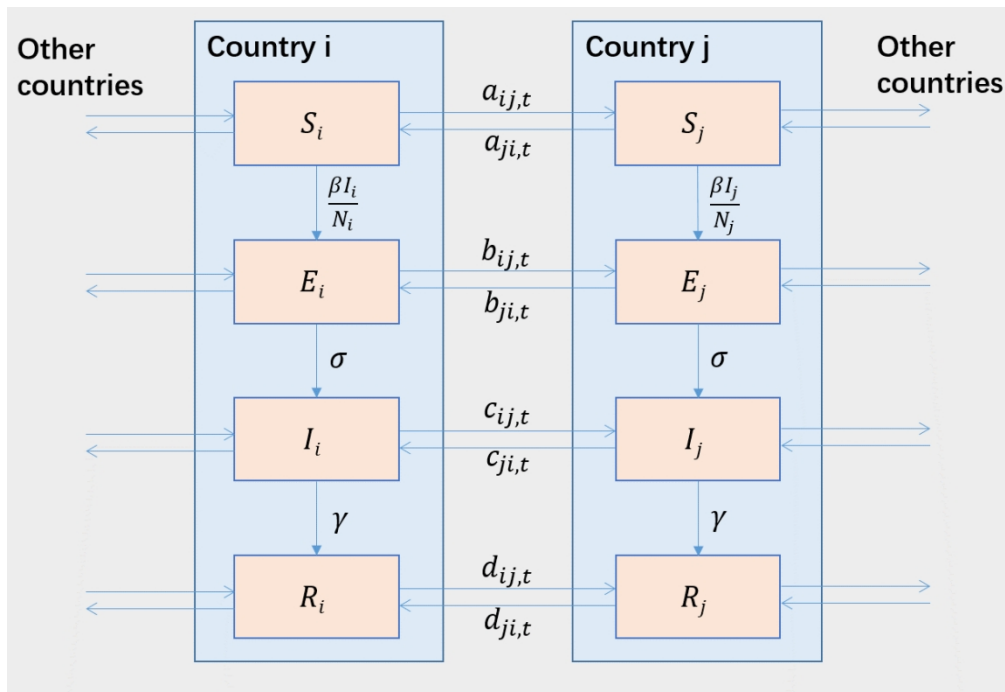 Other
countries
Country i
Country j
Other
countries
S_i
a_{ij,t}
a_{ji,t}
S_j
βI_i
N_i
βI_j
N_j
E_i
b_{ij,t}
b_{ji,t}
E_j
σ
σ
I_i
c_{ij,t}
c_{ji,t}
I_j
γ
γ
R_i
d_{ij,t}
d_{ji,t}
R_j